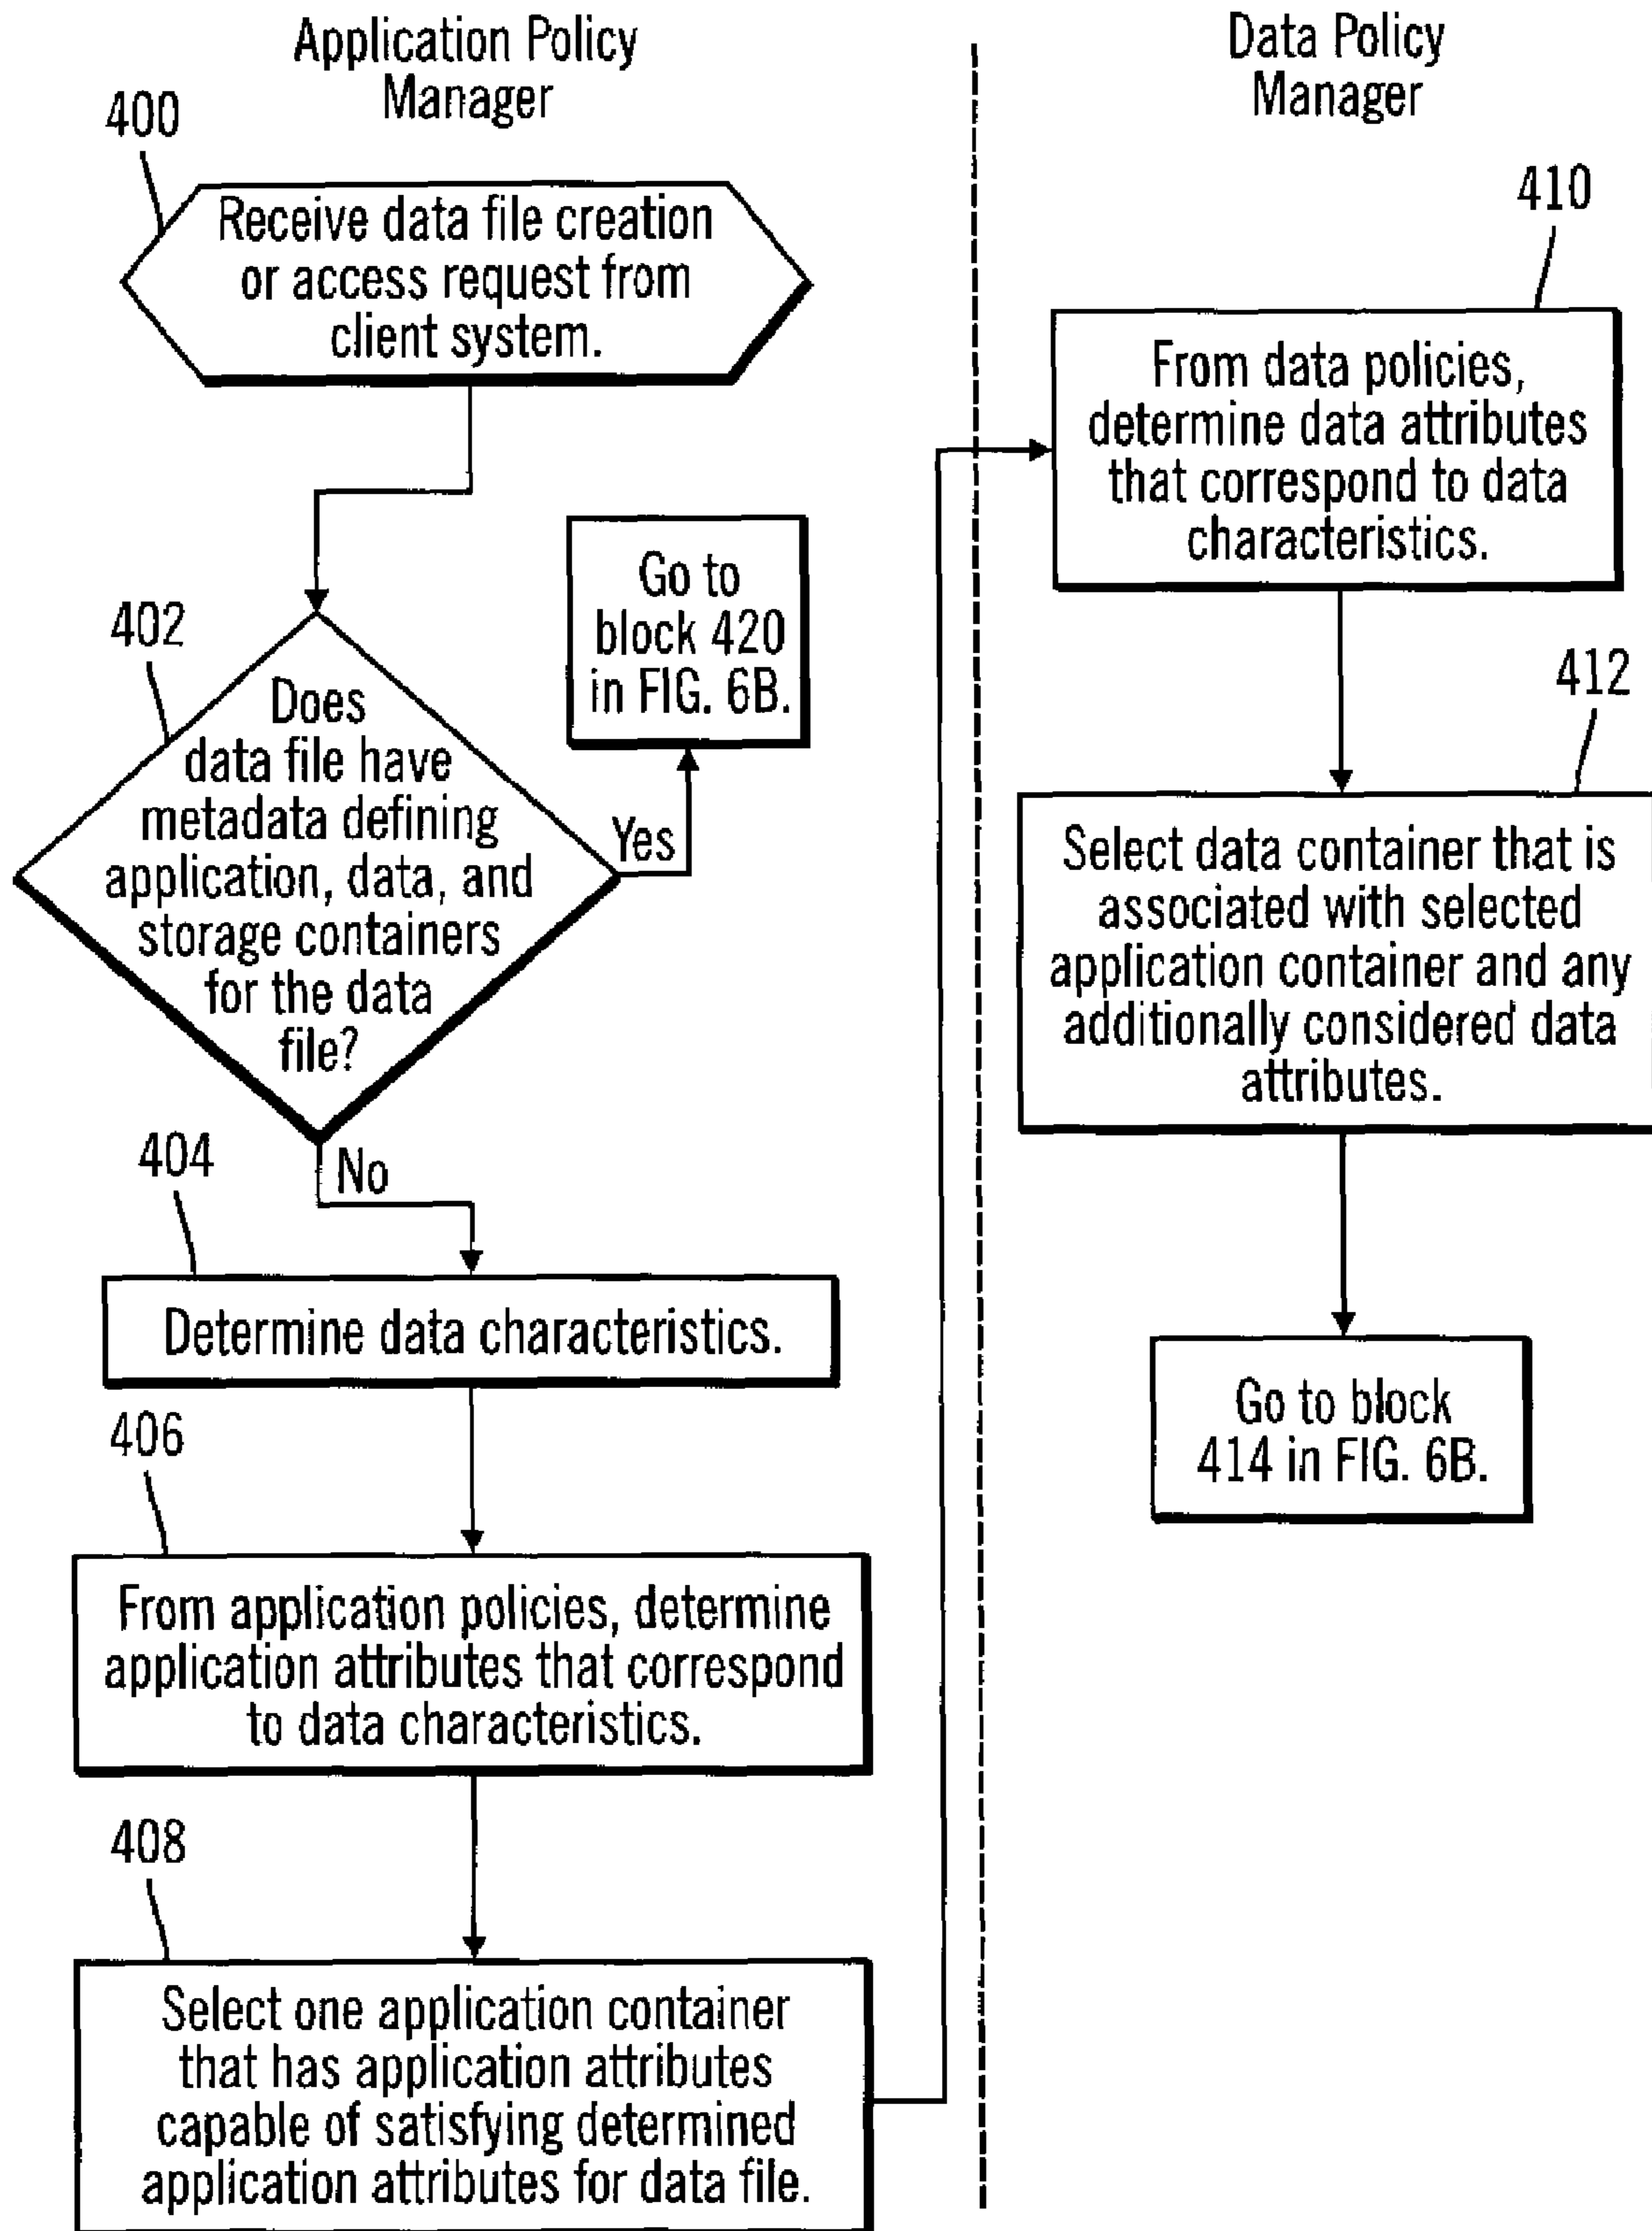 Application Policy
Manager
400
Receive data file creation
or access request from
client system.
402
Does
data file have
metadata defining
application, data, and
storage containers
for the data
file?
Yes
Go to
block 420
in FIG. 6B.
No
404
Determine data characteristics.
406
From application policies, determine
application attributes that correspond
to data characteristics.
408
Select one application container
that has application attributes
capable of satisfying determined
application attributes for data file.
Data Policy
Manager
410
From data policies,
determine data attributes
that correspond to data
characteristics.
412
Select data container that is
associated with selected
application container and any
additionally considered data
attributes.
Go to block
414 in FIG. 6B.